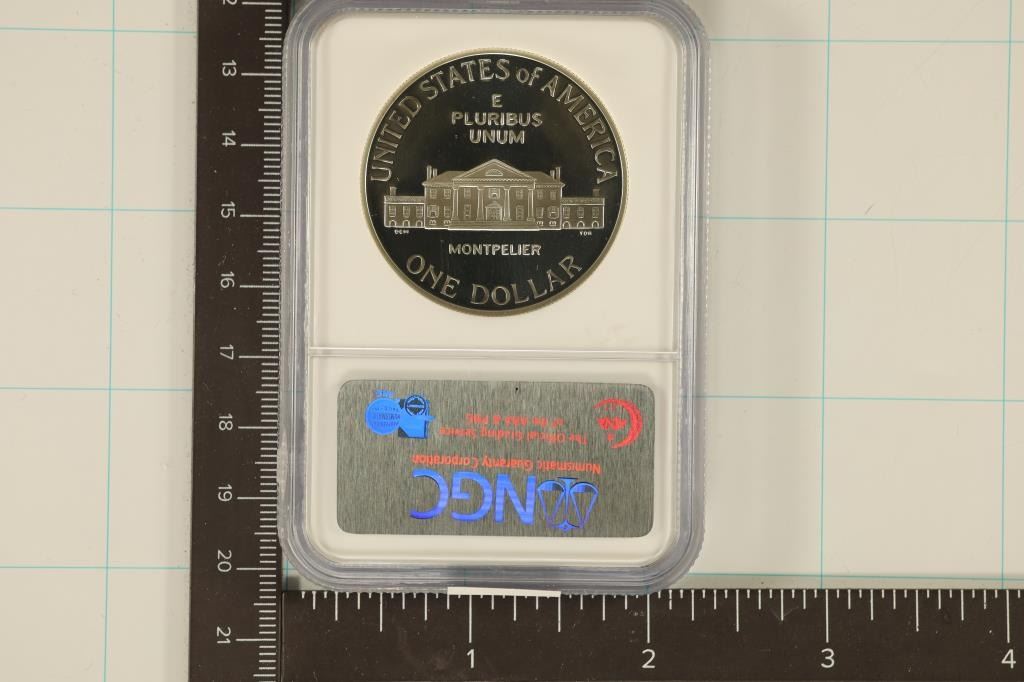 UNITED STATES of AMERICA
E
PLURIBUS
UNUM
MONTPELIER
ONE DOLLAR
NGC
Numismatic Guaranty Corporation
The Official Grading Service
of the ANA & PNG
12
13
14
15
16
17
18
19
20
21
1
2
3
4